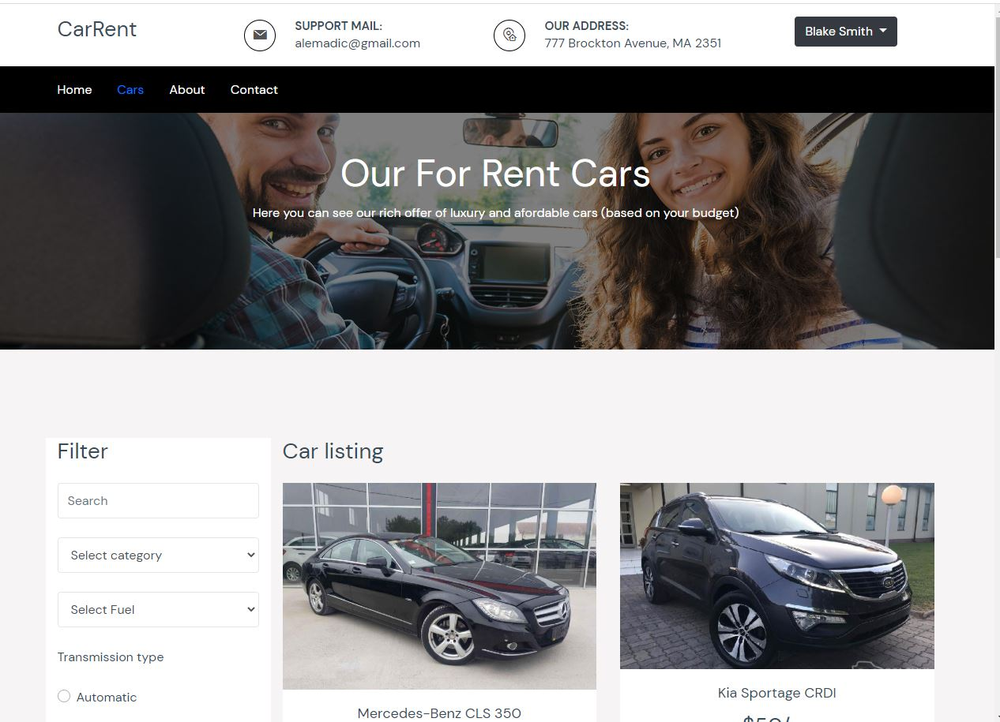 CarRent
SUPPORT MAIL:
alemadic@gmail.com
OUR ADDRESS:
777 Brockton Avenue, MA 2351
Blake Smith
Home
Cars
About
Contact
Our For Rent Cars
Here you can see our rich offer of luxury and afordable cars (based on your budget)
Filter
Search
Select category
Select Fuel
Transmission type
Automatic
Car listing
Mercedes-Benz CLS 350
Kia Sportage CRDI